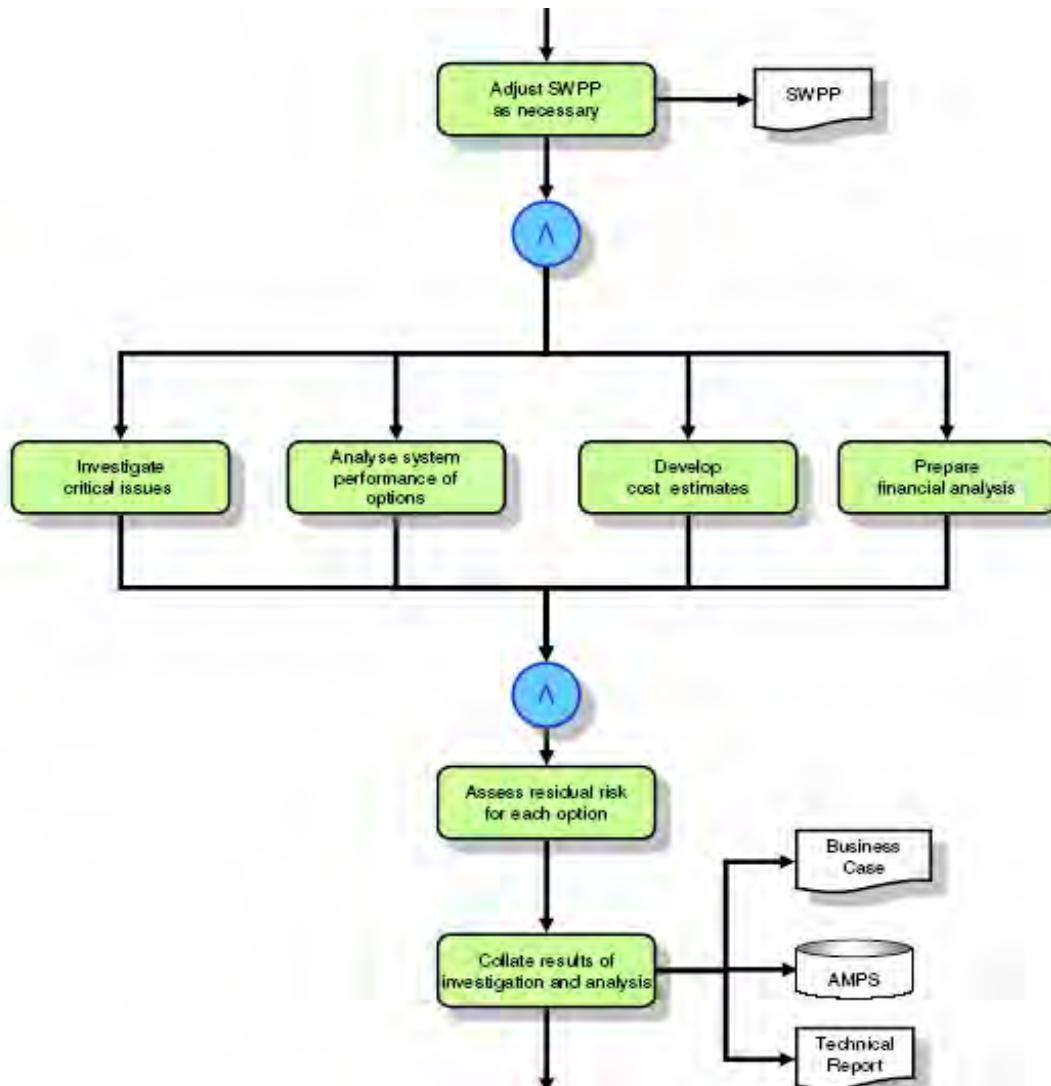 Adjust SWPP
as necessary
SWPP
Λ
Investigate
critical issues
Analyse system
performance of
options
Develop
cost estimates
Prepare
financial analysis
Λ
Assess residual risk
for each option
Business
Case
Collate results of
investigation and analysis
AMPS
Technical
Report